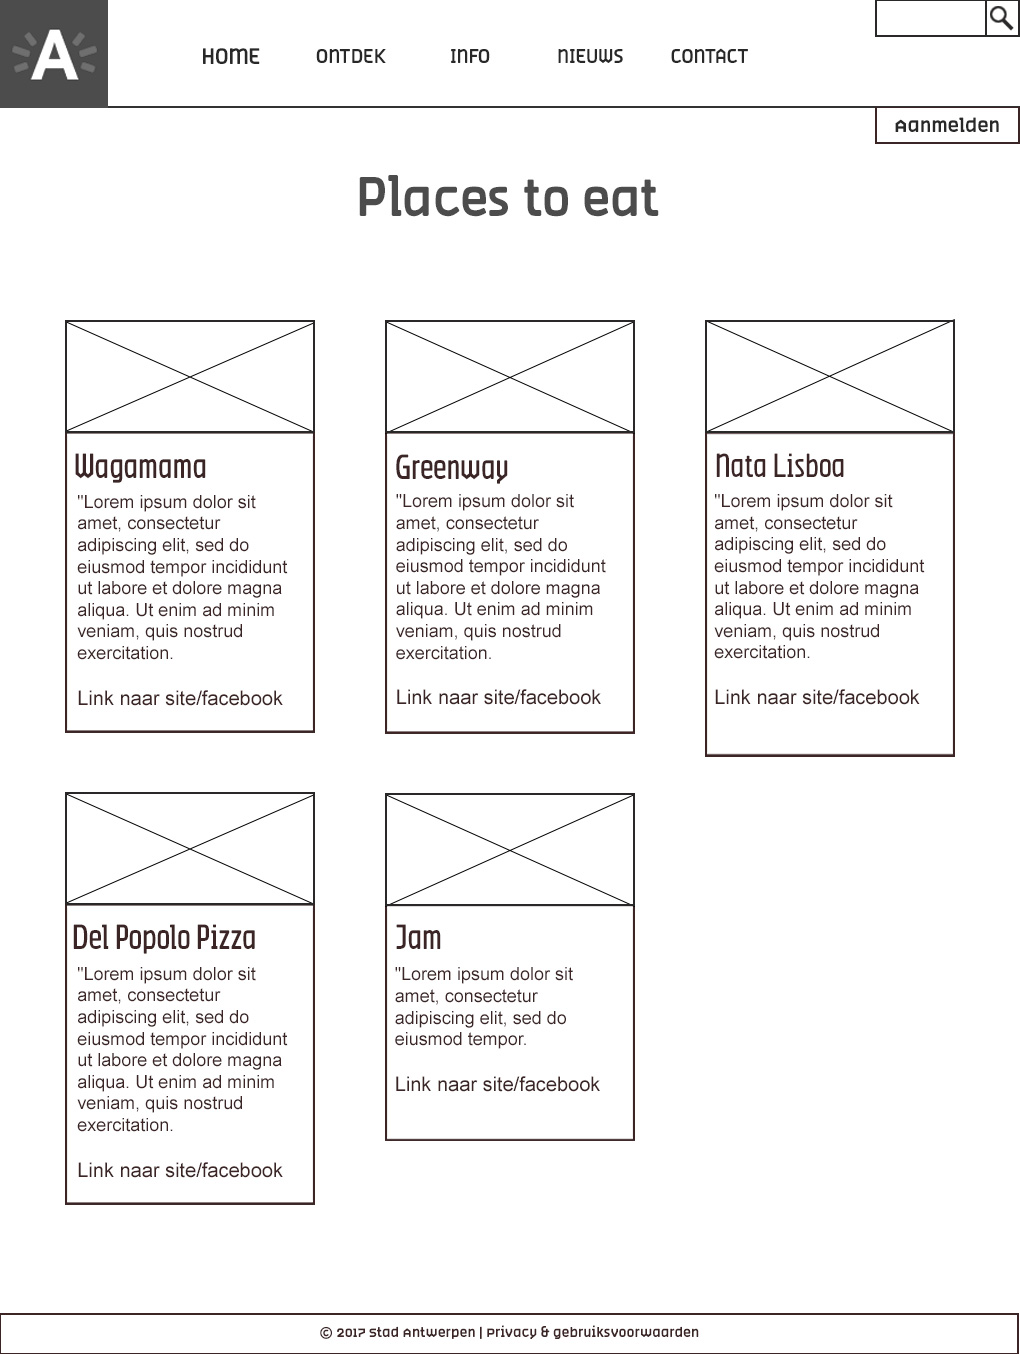 A
HOME ONTDEK INFO NIEUWS CONTACT
Aanmelden
Places to eat
Wagamama
"Lorem ipsum dolor sit
amet, consectetur
adipiscing elit, sed do
eiusmod tempor incididunt
ut labore et dolore magna
aliqua. Ut enim ad minim
veniam, quis nostrud
exercitation.
Link naar site/facebook
Greenway
"Lorem ipsum dolor sit
amet, consectetur
adipiscing elit, sed do
eiusmod tempor incididunt
ut labore et dolore magna
aliqua. Ut enim ad minim
veniam, quis nostrud
exercitation.
Link naar site/facebook
Nata Lisboa
"Lorem ipsum dolor sit
amet, consectetur
adipiscing elit, sed do
eiusmod tempor incididunt
ut labore et dolore magna
aliqua. Ut enim ad minim
veniam, quis nostrud
exercitation.
Link naar site/facebook
Del Popolo Pizza
"Lorem ipsum dolor sit
amet, consectetur
adipiscing elit, sed do
eiusmod tempor incididunt
ut labore et dolore magna
aliqua. Ut enim ad minim
veniam, quis nostrud
exercitation.
Link naar site/facebook
Jam
"Lorem ipsum dolor sit
amet, consectetur
adipiscing elit, sed do
eiusmod tempor.
Link naar site/facebook
© 2017 Stad Antwerpen | Privacy & gebruiksvoorwaarden